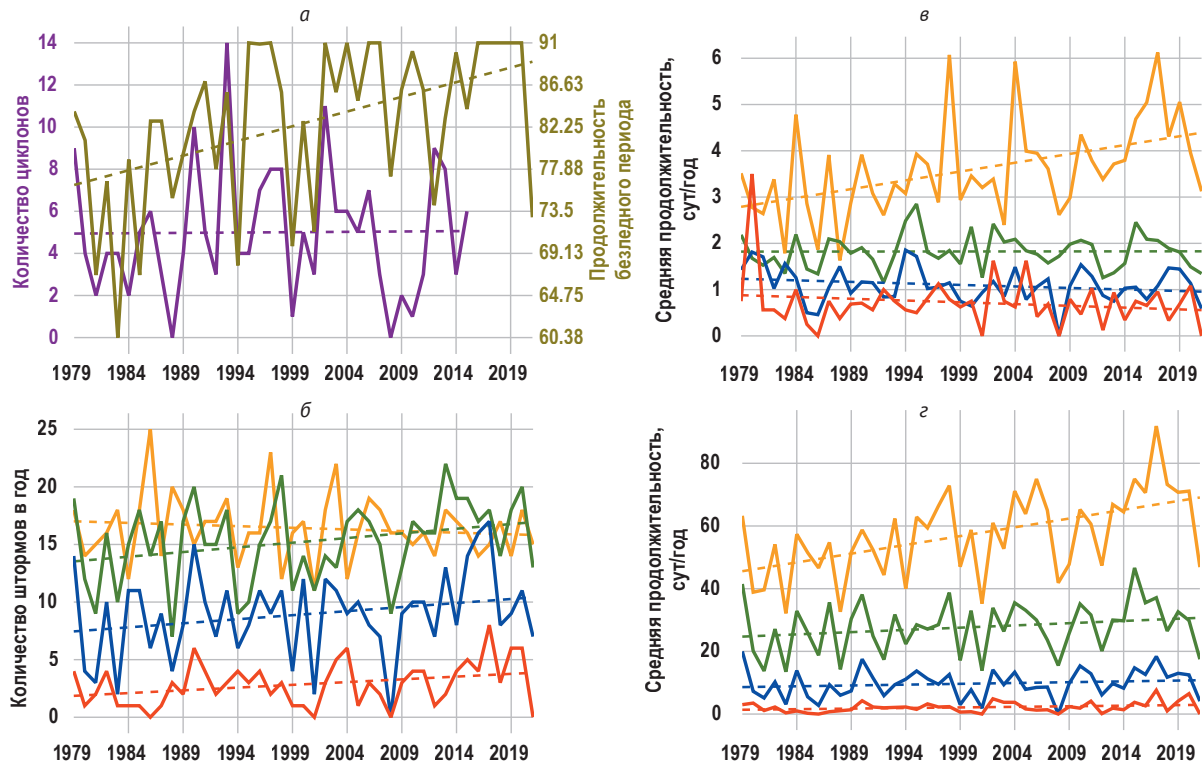 а
Количество циклонов
14
12
10
8
6
4
2
0
91
86.63
82.25
77.88
73.5
69.13
64.75
60.38
Продолжительность
безледного периода
1979 1984 1989 1994 1999 2004 2009 2014 2019
в
Средняя продолжительность,
сут/год
6
5
4
3
2
1
0
1979 1984 1989 1994 1999 2004 2009 2014 2019
б
Количество штормов в год
25
20
15
10
5
0
1979 1984 1989 1994 1999 2004 2009 2014 2019
г
Средняя продолжительность,
сут/год
80
60
40
20
0
1979 1984 1989 1994 1999 2004 2009 2014 2019